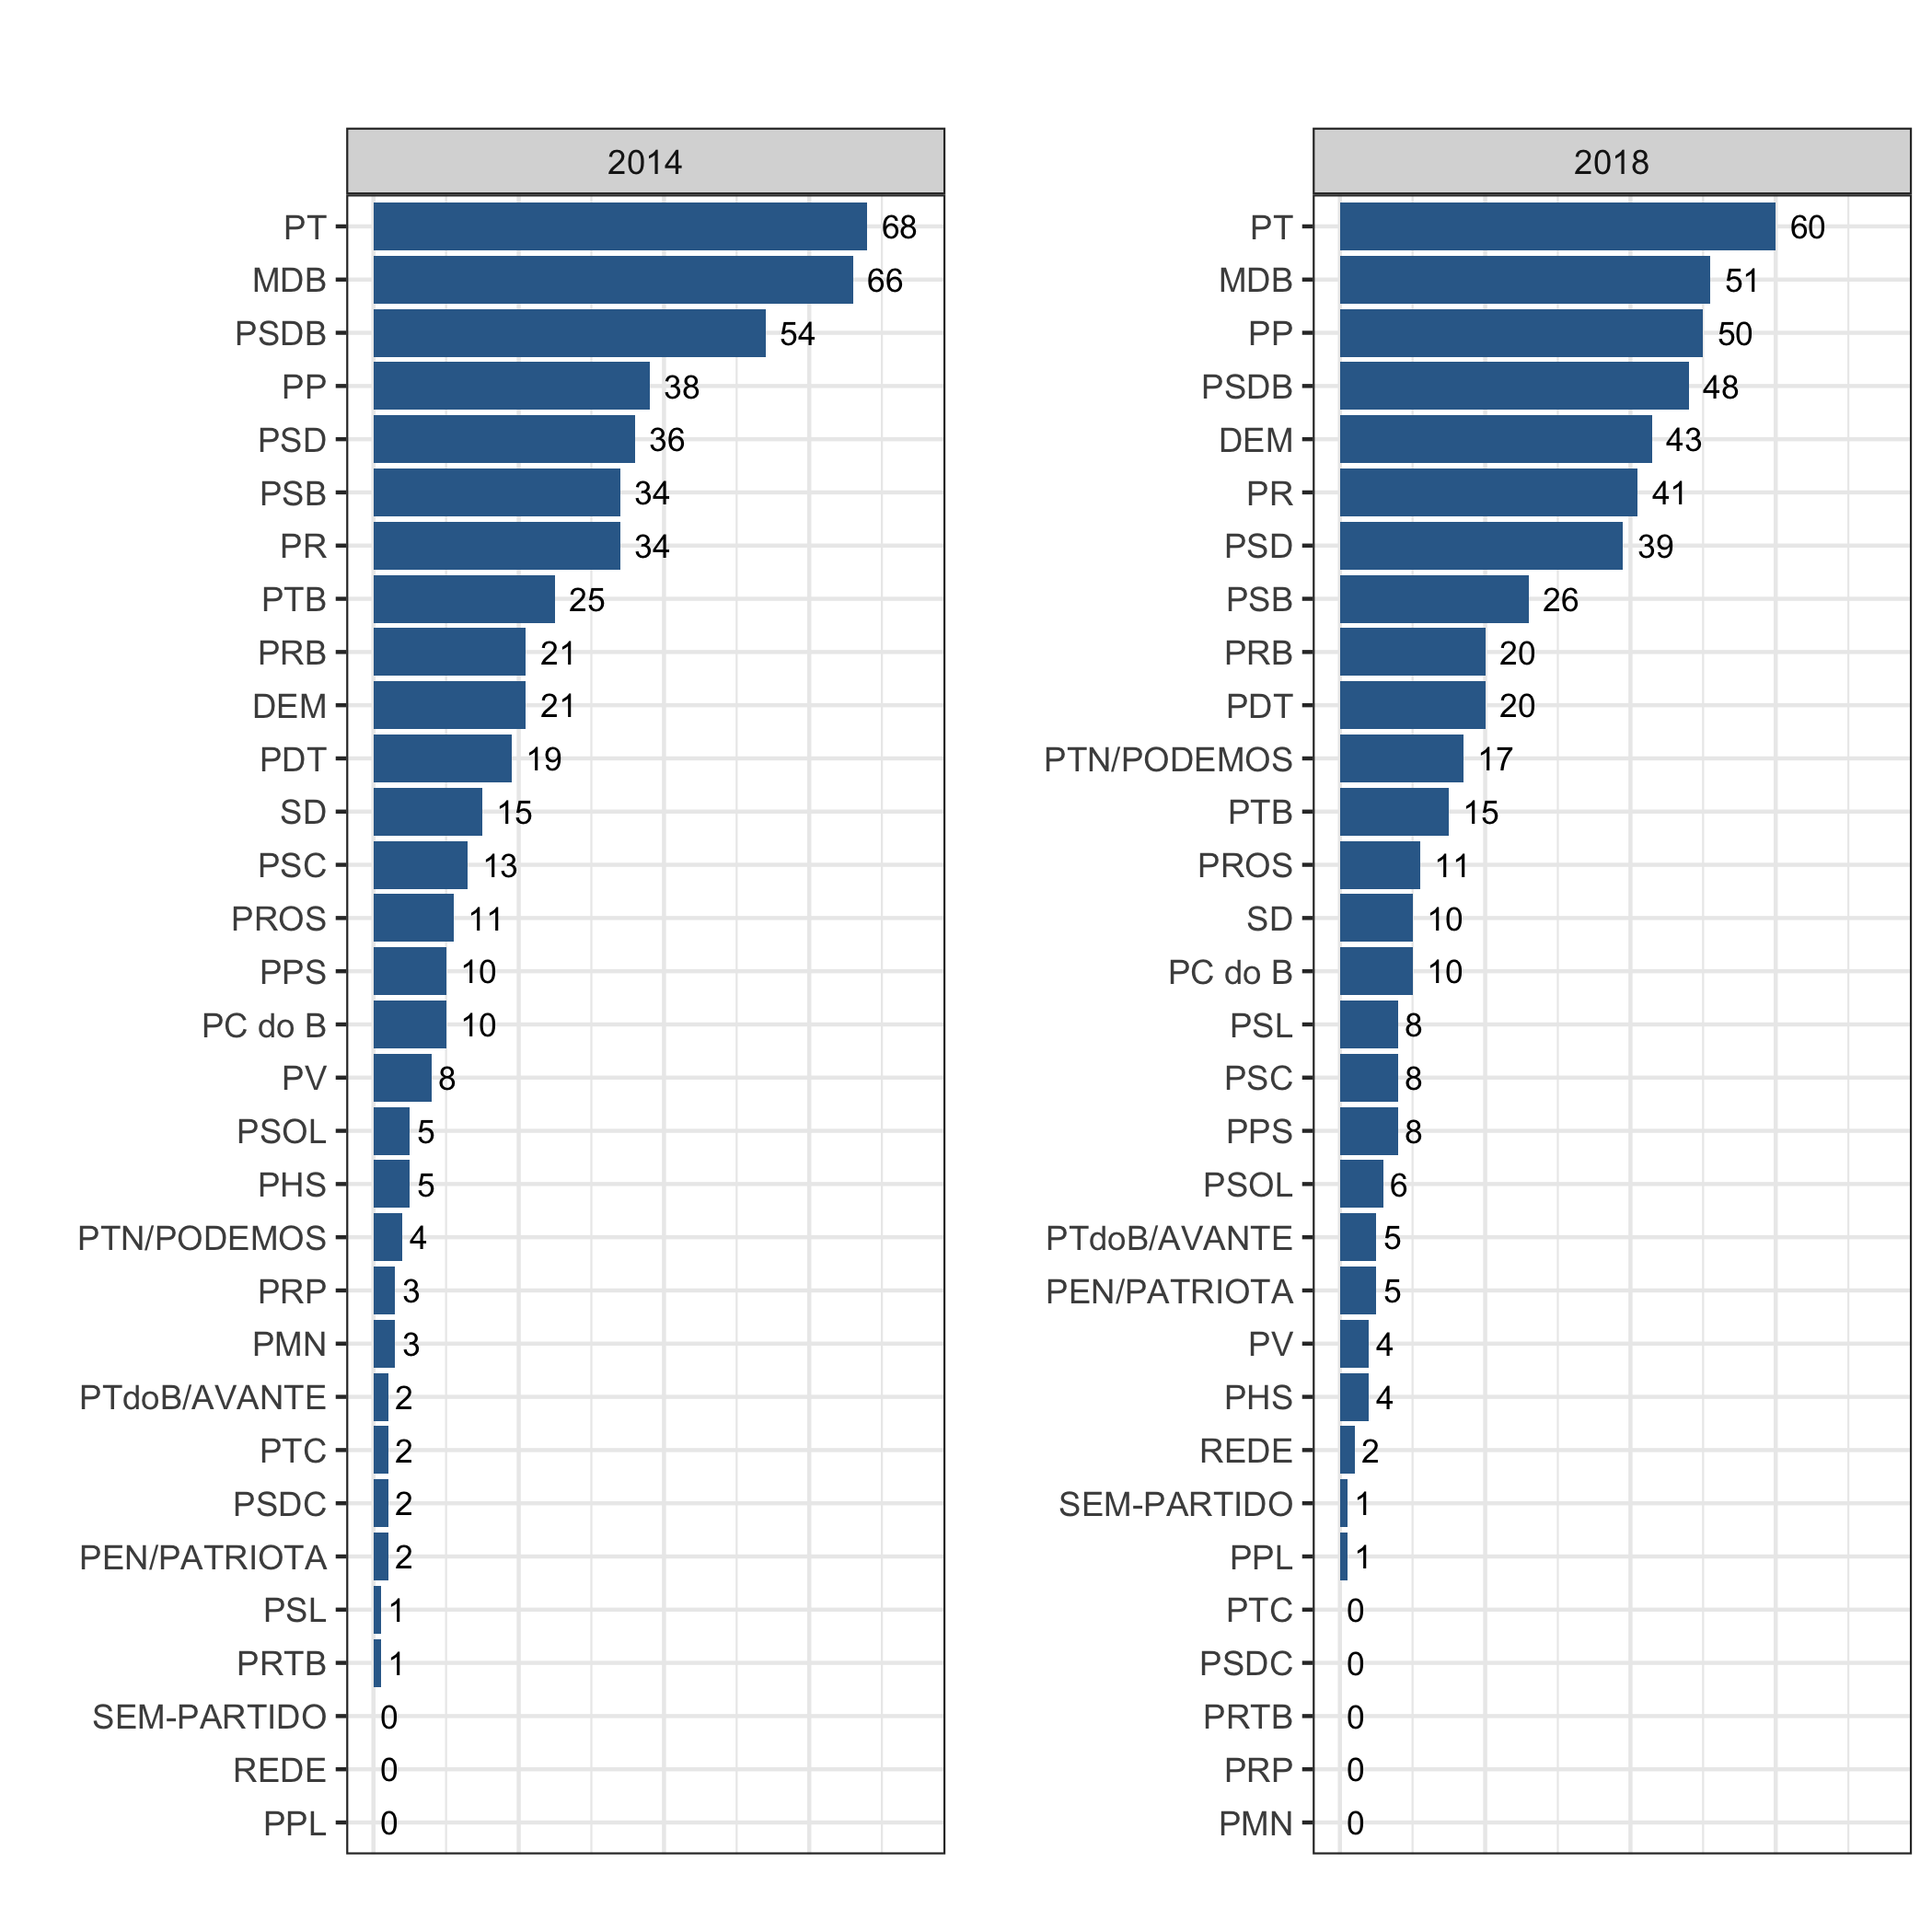 2014
PT 68
MDB 66
PSDB 54
PP 38
PSD 36
PSB 34
PR 34
PTB 25
PRB 21
DEM 21
PDT 19
SD 15
PSC 13
PROS 11
PPS 10
PC do B 10
PV 8
PSOL 5
PHS 5
PTN/PODEMOS 4
PRP 3
PMN 3
PTdoB/AVANTE 2
PTC 2
PSDC 2
PEN/PATRIOTA 2
PSL 1
PRTB 1
SEM-PARTIDO 0
REDE 0
PPL 0
2018
PT 60
MDB 51
PP 50
PSDB 48
DEM 43
PR 41
PSD 39
PSB 26
PRB 20
PDT 20
PTN/PODEMOS 17
PTB 15
PROS 11
SD 10
PC do B 10
PSL 8
PSC 8
PPS 8
PSOL 6
PTdoB/AVANTE 5
PEN/PATRIOTA 5
PV 4
PHS 4
REDE 2
SEM-PARTIDO 1
PPL 1
PTC 0
PSDC 0
PRTB 0
PRP 0
PMN 0